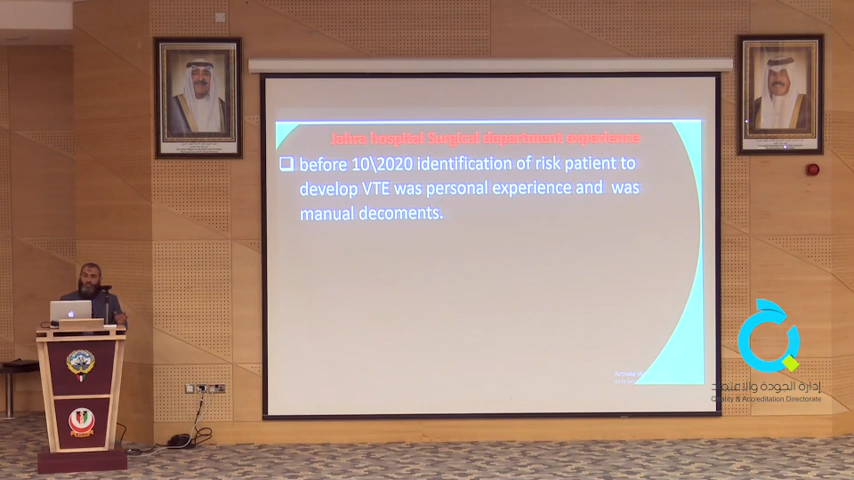 Jahra hospital Surgical department experience
❑ before 10\2020 identification of risk patient to
develop VTE was personal experience and was
manual decoments.
إدارة الجودة والاعتماد
Quality & Accreditation Directorate